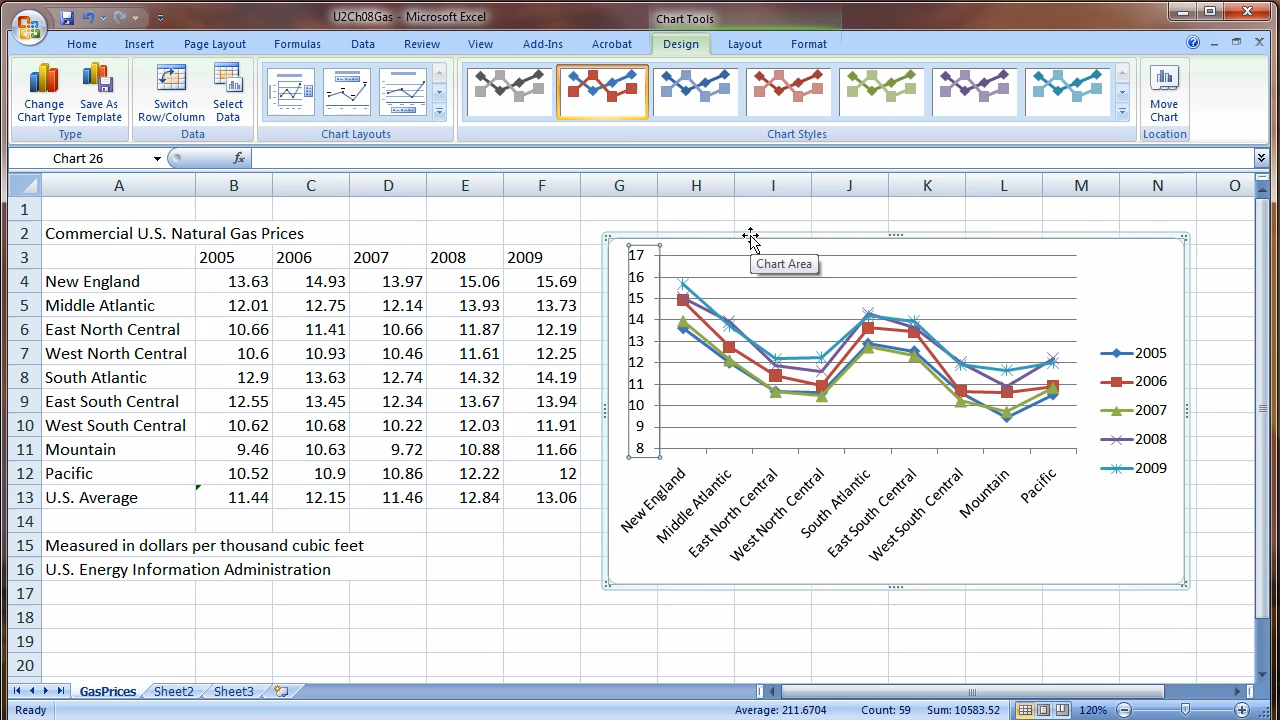 U2Ch08Gas - Microsoft Excel
Chart Tools
Home Insert Page Layout Formulas Data Review View Add-Ins Acrobat Design Layout Format
Change Chart Type
Save As Template
Type
Switch Row/Column
Select Data
Data
Chart Layouts
Chart Styles
Move Chart
Location
Chart 26
fx
A B C D E F G H I J K L M N O
1
2 Commercial U.S. Natural Gas Prices
3 2005 2006 2007 2008 2009
4 New England 13.63 14.93 13.97 15.06 15.69
5 Middle Atlantic 12.01 12.75 12.14 13.93 13.73
6 East North Central 10.66 11.41 10.66 11.87 12.19
7 West North Central 10.6 10.93 10.46 11.61 12.25
8 South Atlantic 12.9 13.63 12.74 14.32 14.19
9 East South Central 12.55 13.45 12.34 13.67 13.94
10 West South Central 10.62 10.68 10.22 12.03 11.91
11 Mountain 9.46 10.63 9.72 10.88 11.66
12 Pacific 10.52 10.9 10.86 12.22 12
13 U.S. Average 11.44 12.15 11.46 12.84 13.06
14
15 Measured in dollars per thousand cubic feet
16 U.S. Energy Information Administration
17
18
19
20
Chart Area
17
16
15
14
13
12
11
10
9
8
New England
Middle Atlantic
East North Central
West North Central
South Atlantic
East South Central
West South Central
Mountain
Pacific
2005
2006
2007
2008
2009
GasPrices Sheet2 Sheet3
Ready Average: 211.6704 Count: 59 Sum: 10583.52 120%